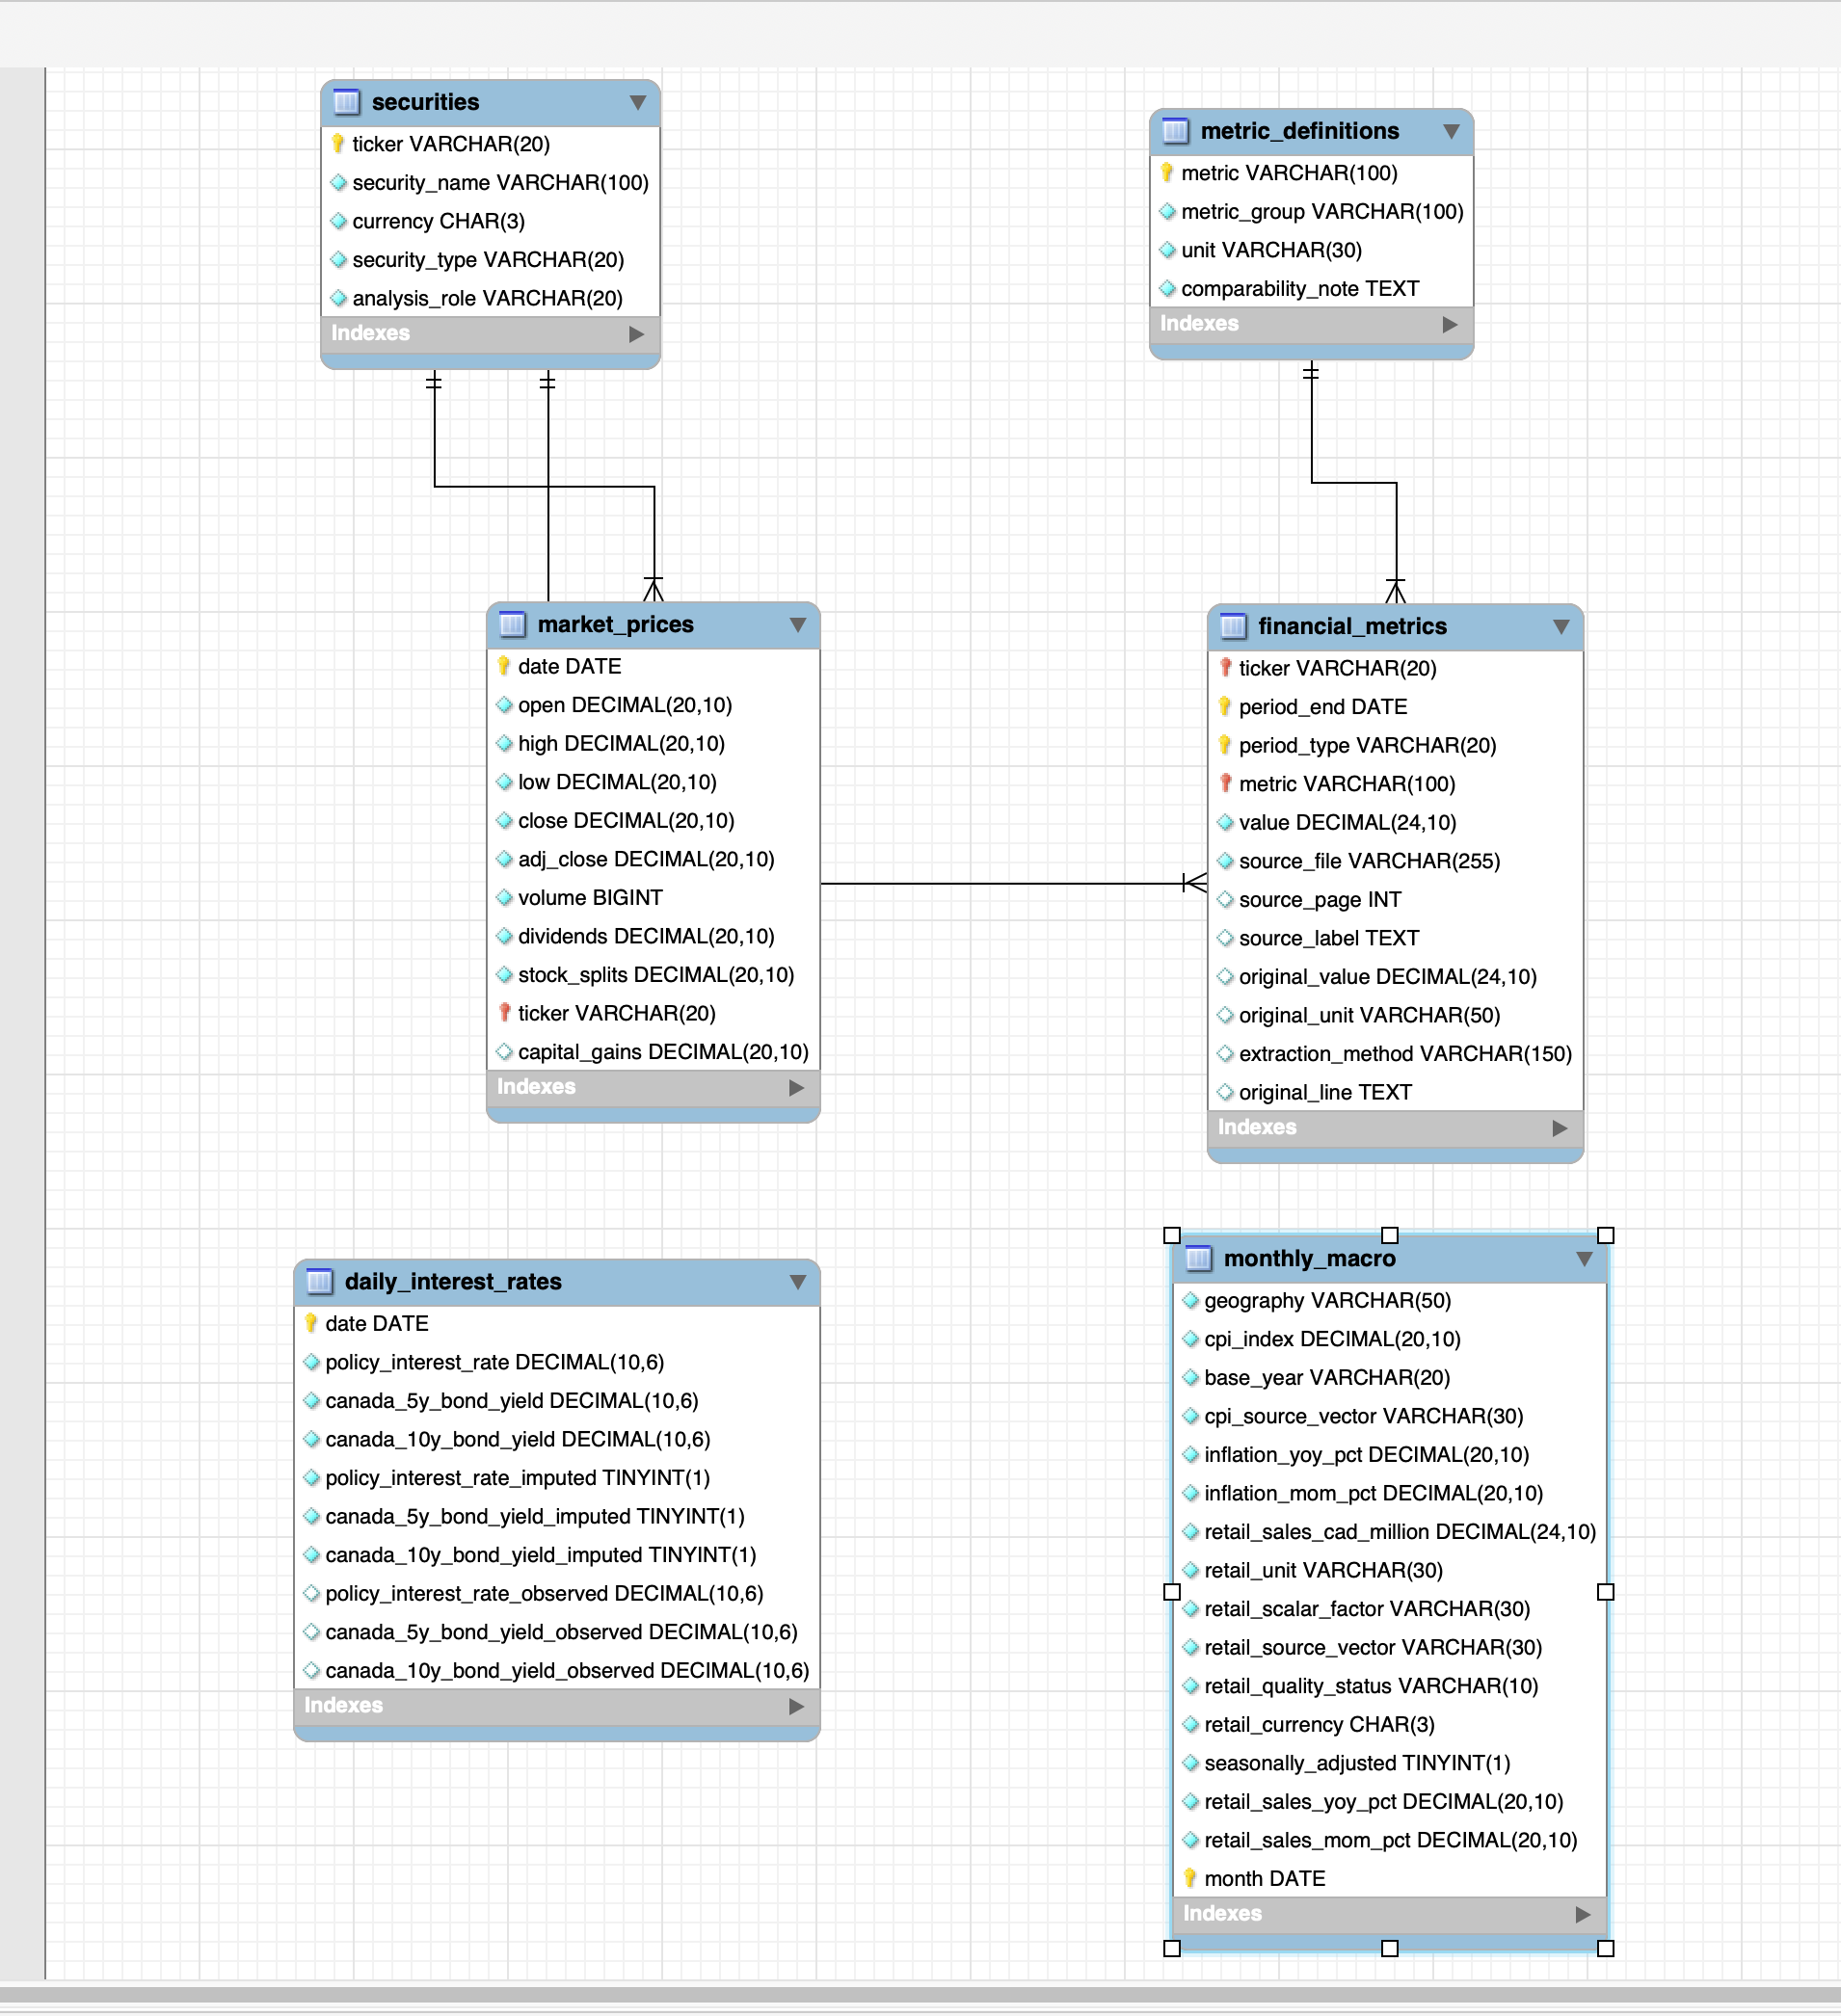 securities
ticker VARCHAR(20)
security_name VARCHAR(100)
currency CHAR(3)
security_type VARCHAR(20)
analysis_role VARCHAR(20)
Indexes
metric_definitions
metric VARCHAR(100)
metric_group VARCHAR(100)
unit VARCHAR(30)
comparability_note TEXT
Indexes
market_prices
date DATE
open DECIMAL(20,10)
high DECIMAL(20,10)
low DECIMAL(20,10)
close DECIMAL(20,10)
adj_close DECIMAL(20,10)
volume BIGINT
dividends DECIMAL(20,10)
stock_splits DECIMAL(20,10)
ticker VARCHAR(20)
capital_gains DECIMAL(20,10)
Indexes
financial_metrics
ticker VARCHAR(20)
period_end DATE
period_type VARCHAR(20)
metric VARCHAR(100)
value DECIMAL(24,10)
source_file VARCHAR(255)
source_page INT
source_label TEXT
original_value DECIMAL(24,10)
original_unit VARCHAR(50)
extraction_method VARCHAR(150)
original_line TEXT
Indexes
daily_interest_rates
date DATE
policy_interest_rate DECIMAL(10,6)
canada_5y_bond_yield DECIMAL(10,6)
canada_10y_bond_yield DECIMAL(10,6)
policy_interest_rate_imputed TINYINT(1)
canada_5y_bond_yield_imputed TINYINT(1)
canada_10y_bond_yield_imputed TINYINT(1)
policy_interest_rate_observed DECIMAL(10,6)
canada_5y_bond_yield_observed DECIMAL(10,6)
canada_10y_bond_yield_observed DECIMAL(10,6)
Indexes
monthly_macro
geography VARCHAR(50)
cpi_index DECIMAL(20,10)
base_year VARCHAR(20)
cpi_source_vector VARCHAR(30)
inflation_yoy_pct DECIMAL(20,10)
inflation_mom_pct DECIMAL(20,10)
retail_sales_cad_million DECIMAL(24,10)
retail_unit VARCHAR(30)
retail_scalar_factor VARCHAR(30)
retail_source_vector VARCHAR(30)
retail_quality_status VARCHAR(10)
retail_currency CHAR(3)
seasonally_adjusted TINYINT(1)
retail_sales_yoy_pct DECIMAL(20,10)
retail_sales_mom_pct DECIMAL(20,10)
month DATE
Indexes